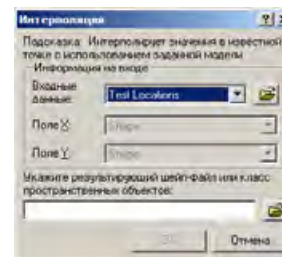 Интерполяция
Подсказка: Интерполирует значения в известной
точке с использованием заданной модели
Информация на входе
Входные
данные:
Test Locations
Поле X:
Shape
Поле Y:
Shape
Укажите результирующий шейп-файл или класс
пространственных объектов:
Отмена